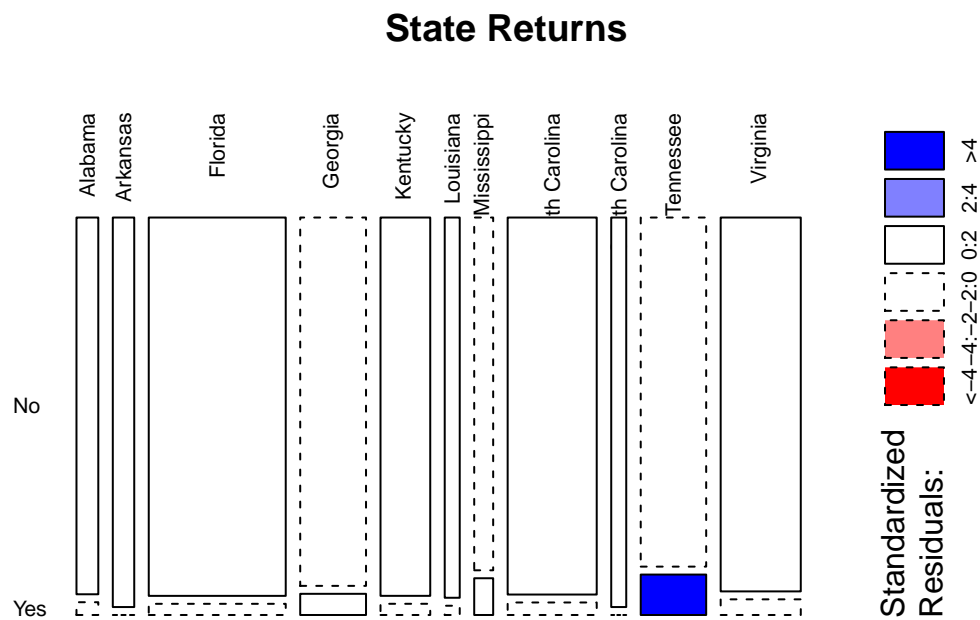 State Returns
Alabama
Arkansas
Florida
Georgia
Kentucky
Louisiana
Mississippi
th Carolina
th Carolina
Tennessee
Virginia
No
Yes
Standardized
Residuals:
<−4
−4:−2
−2:0
0:2
2:4
>4